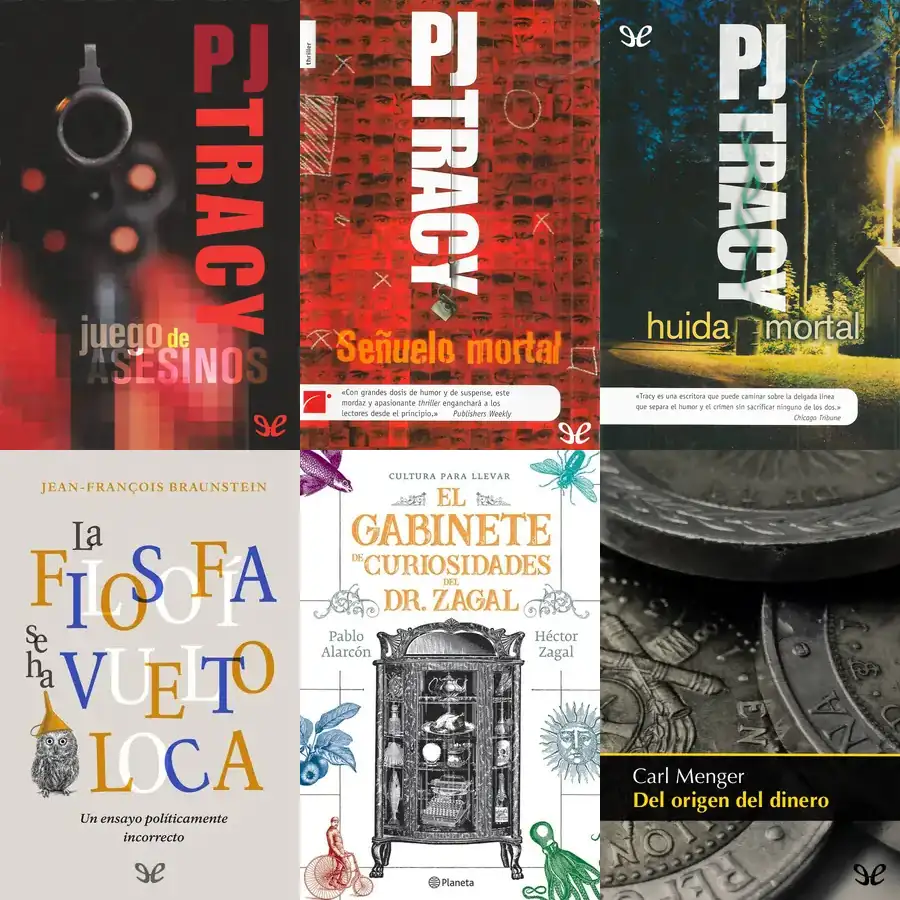 PJ TRACY
juego de
ASESINOS
thriller
PJ TRACY
Señuelo mortal
«Con grandes dosis de humor y de suspense, este
mordaz y apasionante thriller enganchará a los
lectores desde el principio.» Publishers Weekly
PJ TRACY
huida mortal
«Tracy es una escritora que puede caminar sobre la delgada línea
que separa el humor y el crimen sin sacrificar ninguno de los dos.»
Chicago Tribune
JEAN-FRANÇOIS BRAUNSTEIN
La
FILOSOFÍA
se ha
VUELTO
LOCA
Un ensayo políticamente
incorrecto
CULTURA PARA LLEVAR
EL
GABINETE
DE CURIOSIDADES
DEL
DR. ZAGAL
Pablo
Alarcón
Héctor
Zagal
Planeta
Carl Menger
Del origen del dinero